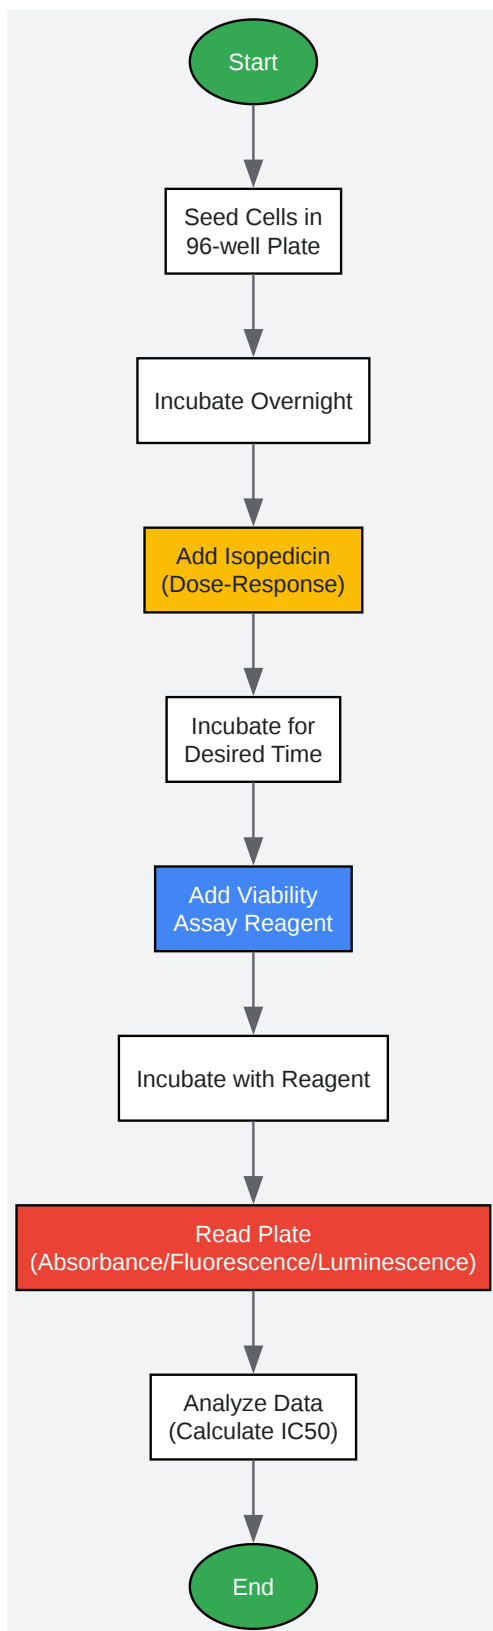 Start
Seed Cells in
96-well Plate
Incubate Overnight
Add Isopedicin
(Dose-Response)
Incubate for
Desired Time
Add Viability
Assay Reagent
Incubate with Reagent
Read Plate
(Absorbance/Fluorescence/Luminescence)
Analyze Data
(Calculate IC50)
End